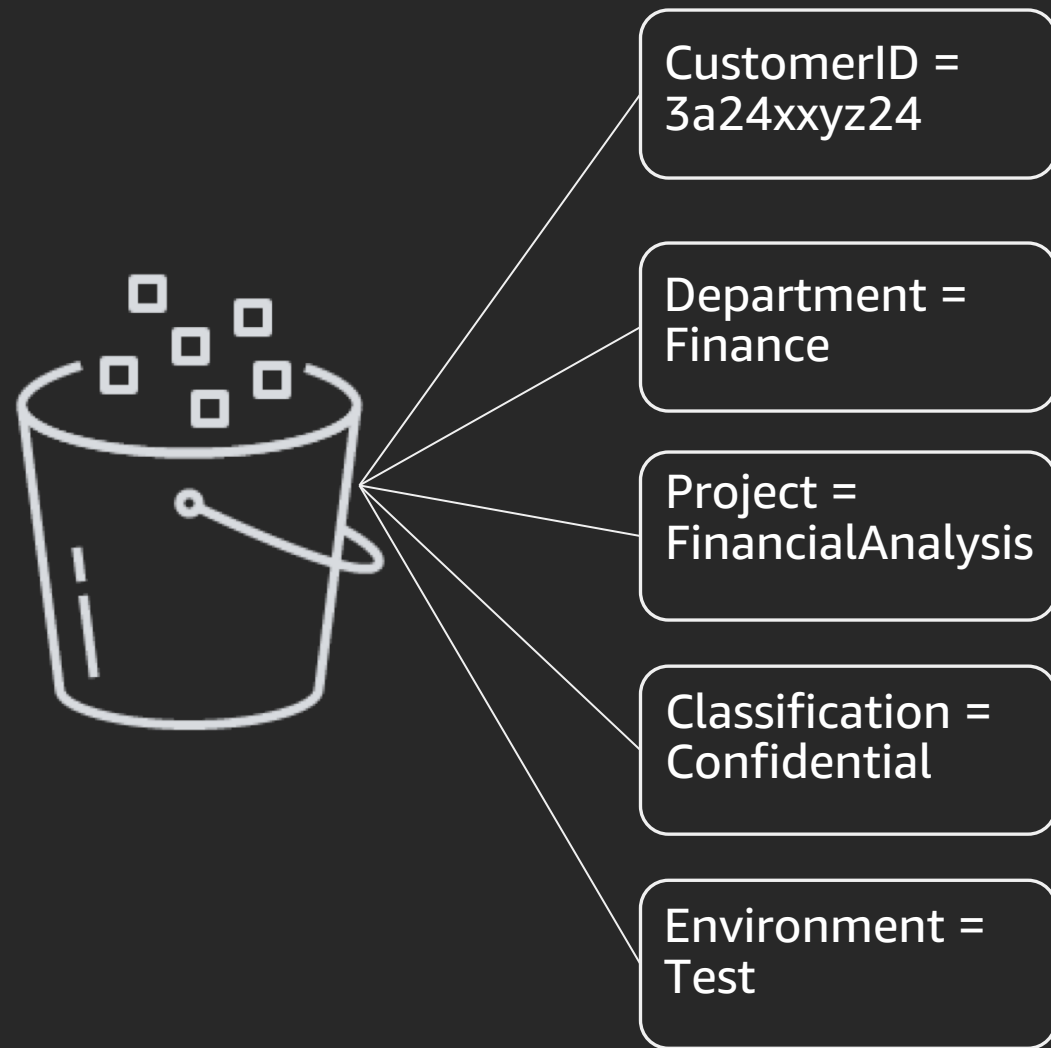 CustomerID =
3a24xxyz24
Department =
Finance
Project =
FinancialAnalysis
Classification =
Confidential
Environment =
Test